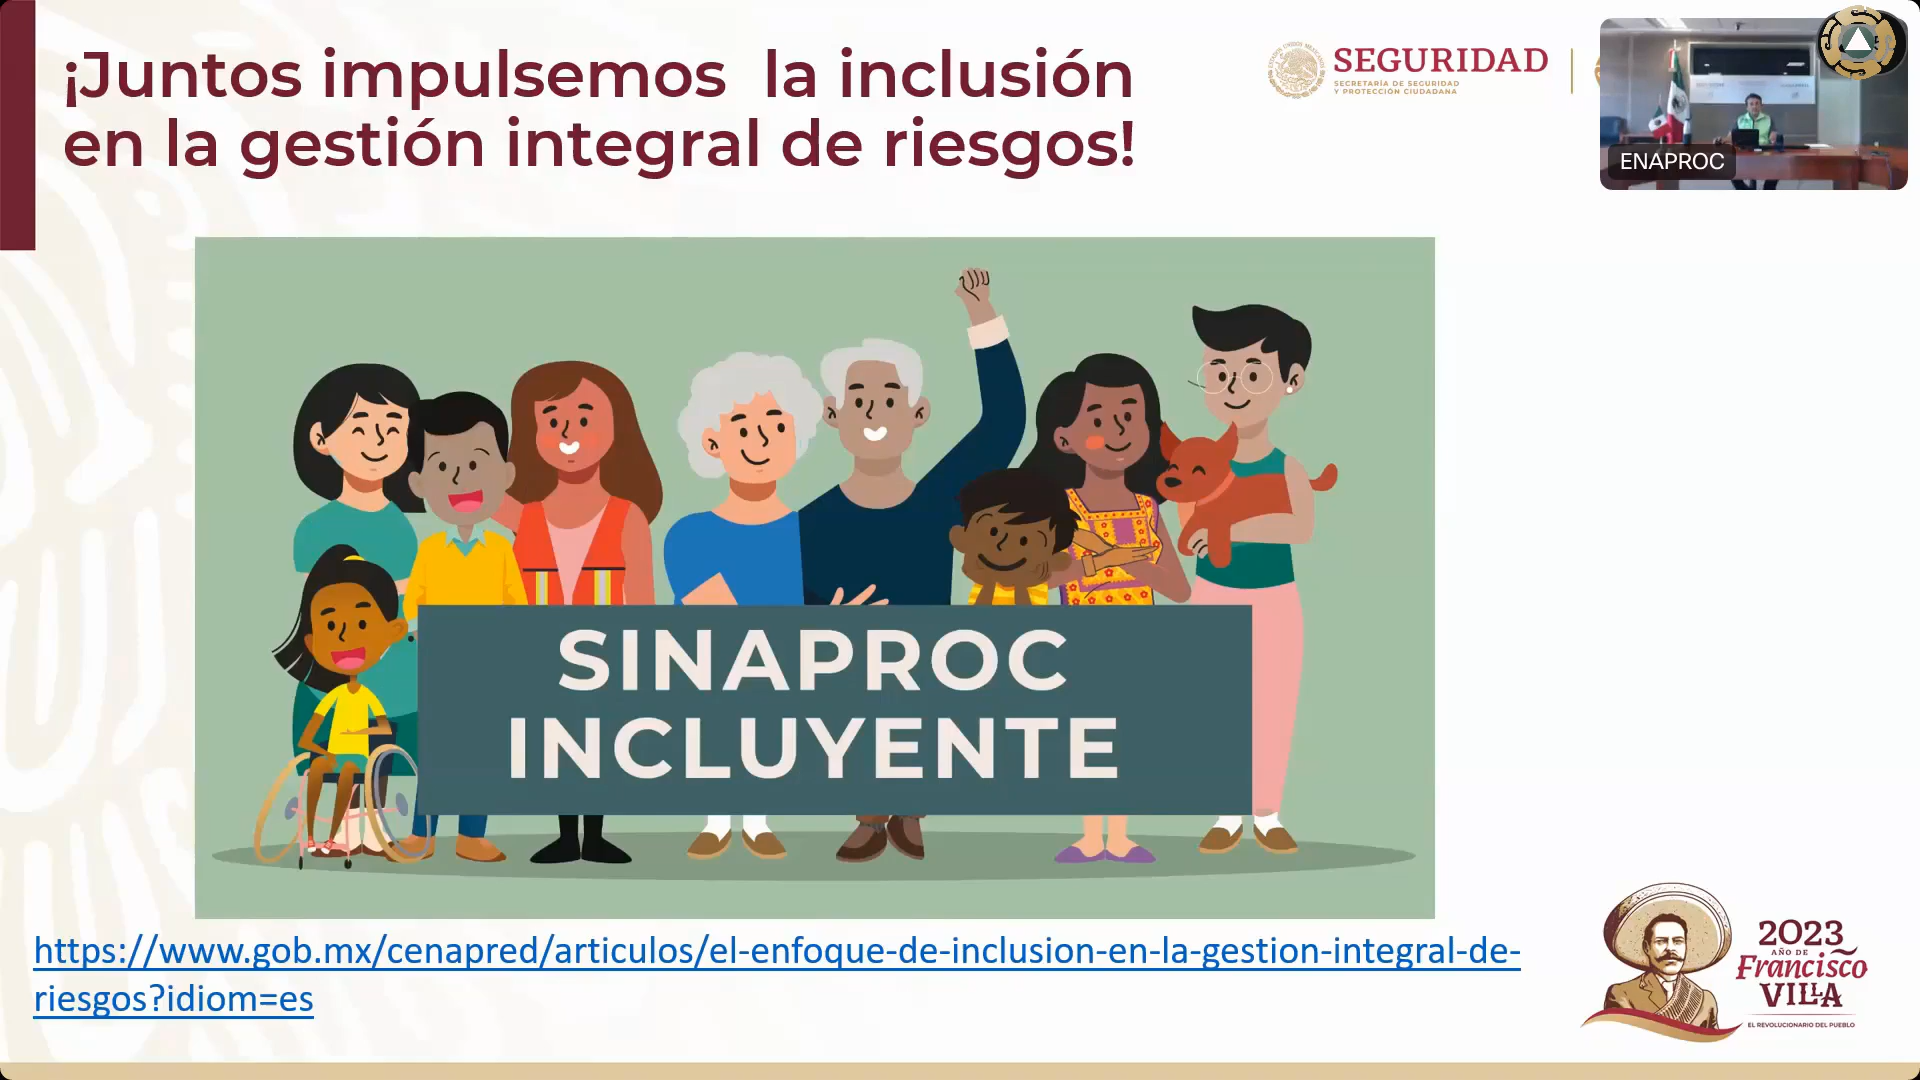 ¡Juntos impulsemos  la inclusión
en la gestión integral de riesgos!
SEGURIDAD
SECRETARÍA DE SEGURIDAD
Y PROTECCIÓN CIUDADANA
ENAPROC
SINAPROC
INCLUYENTE
https://www.gob.mx/cenapred/articulos/el-enfoque-de-inclusion-en-la-gestion-integral-de-
riesgos?idiom=es
2023
AÑO DE
Francisco
VILLA
EL REVOLUCIONARIO DEL PUEBLO